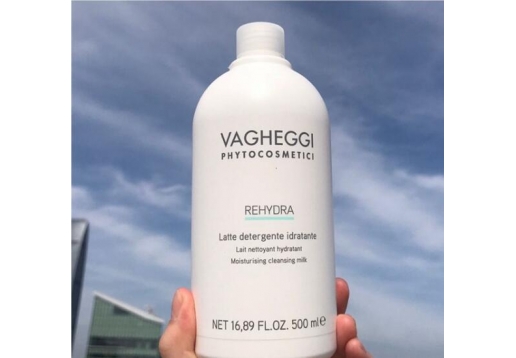 VAGHEGGI
PHYTOCOSMETICI
REHYDRA
Latte detergente idratante
Lait nettoyant hydratant
Moisturising cleansing milk
NET 16,89 FL.OZ. 500 ml℮